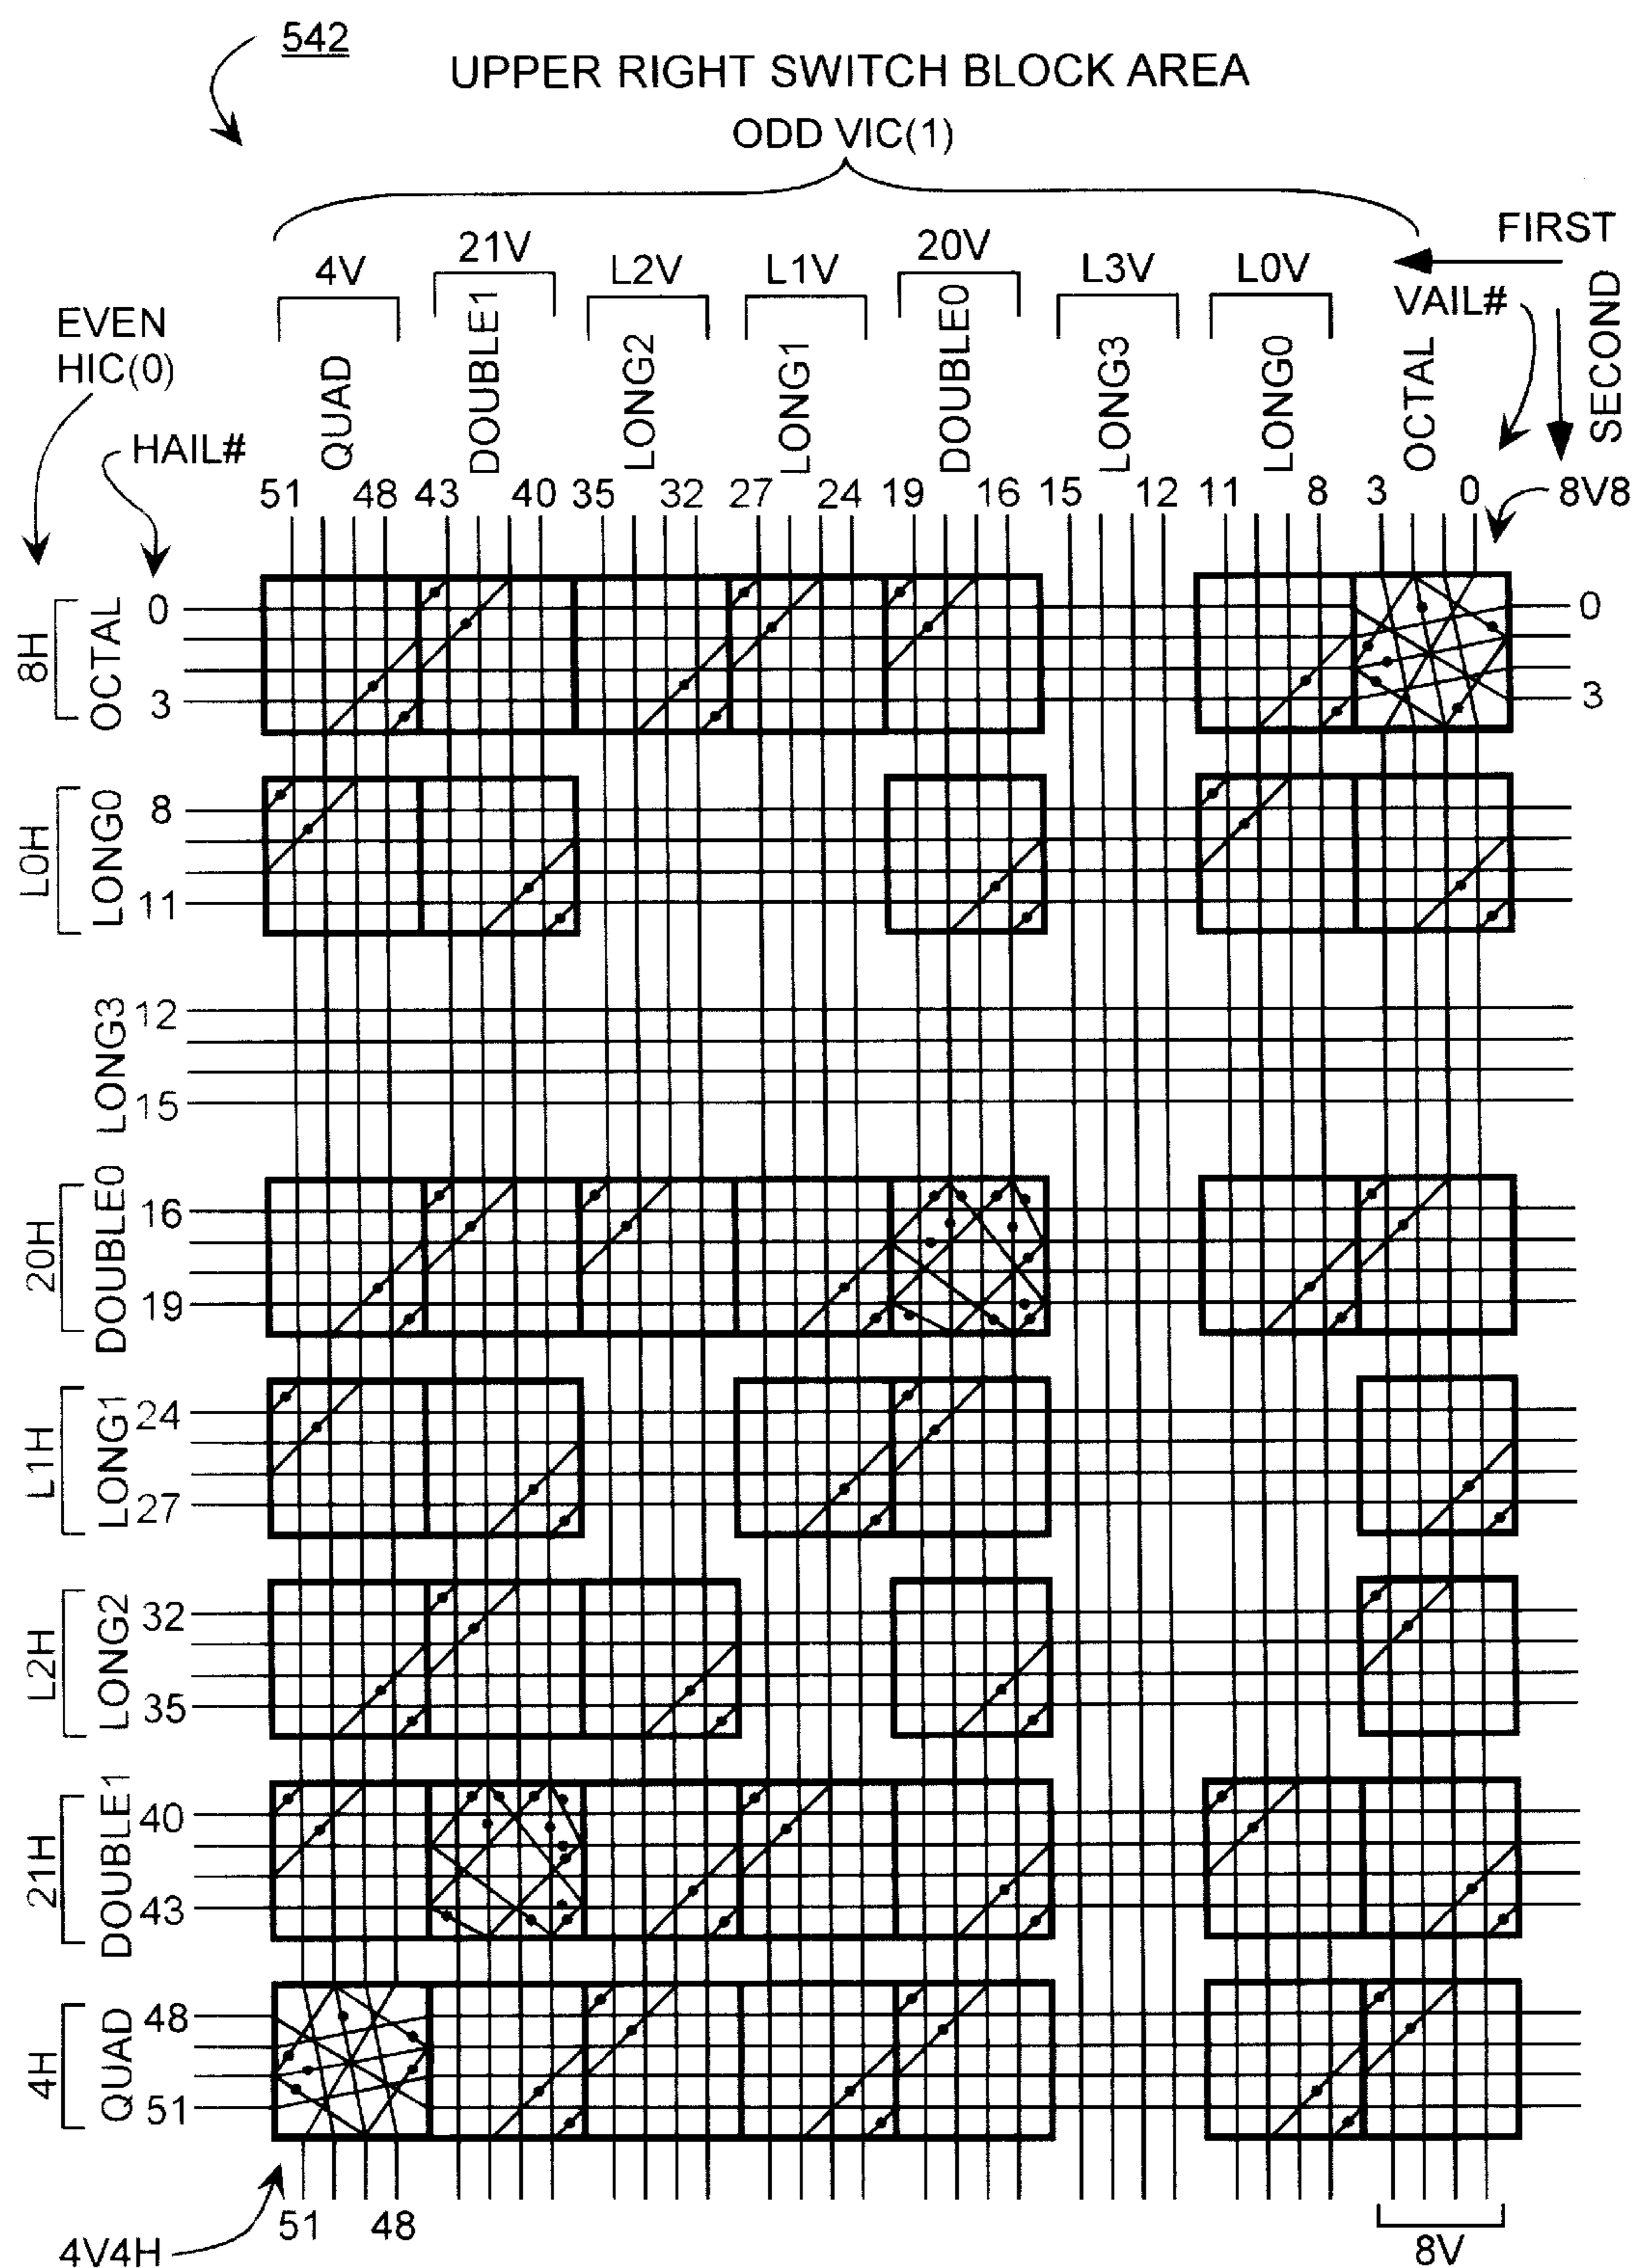 542
UPPER RIGHT SWITCH BLOCK AREA
ODD VIC(1)
FIRST
SECOND
4V
21V
L2V
L1V
20V
L3V
L0V
VAIL#
EVEN
HIC(0)
HAIL#
QUAD
DOUBLE1
LONG2
LONG1
DOUBLE0
LONG3
LONG0
OCTAL
51 48 43 40 35 32 27 24 19 16 15 12 11 8 3 0
8V8
8H
OCTAL
0
3
0
3
L0H
LONG0
8
11
LONG3
12
15
20H
DOUBLE0
16
19
L1H
LONG1
24
27
L2H
LONG2
32
35
21H
DOUBLE1
40
43
4H
QUAD
48
51
51 48
4V4H
8V